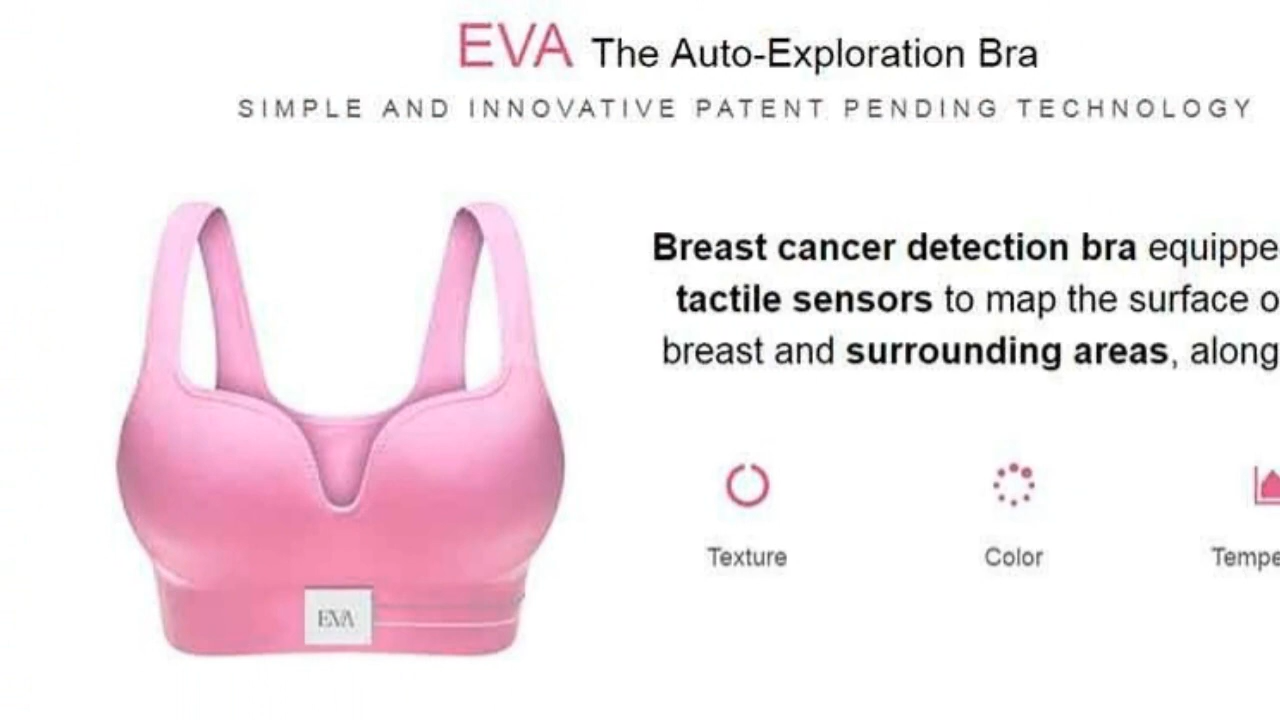 EVA The Auto-Exploration Bra
SIMPLE AND INNOVATIVE PATENT PENDING TECHNOLOGY
Breast cancer detection bra equippe
tactile sensors to map the surface o
breast and surrounding areas, along
Texture
Color
Tempe
EVA